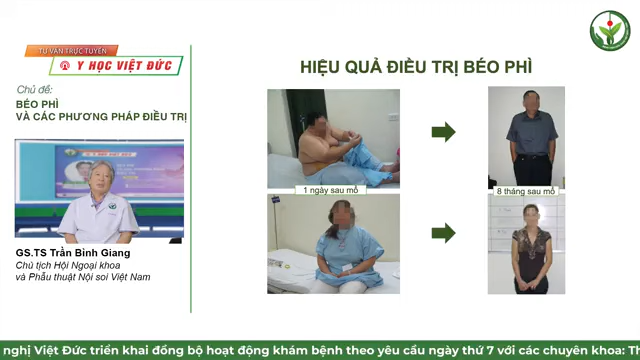 TƯ VẤN TRỰC TUYẾN
Y HỌC VIỆT ĐỨC
Chủ đề:
BÉO PHÌ
VÀ CÁC PHƯƠNG PHÁP ĐIỀU TRỊ
GS.TS Trần Bình Giang
Chủ tịch Hội Ngoại khoa
và Phẫu thuật Nội soi Việt Nam
HIỆU QUẢ ĐIỀU TRỊ BÉO PHÌ
1 ngày sau mổ
8 tháng sau mổ
nghị Việt Đức triển khai đồng bộ hoạt động khám bệnh theo yêu cầu ngày thứ 7 với các chuyên khoa: Th